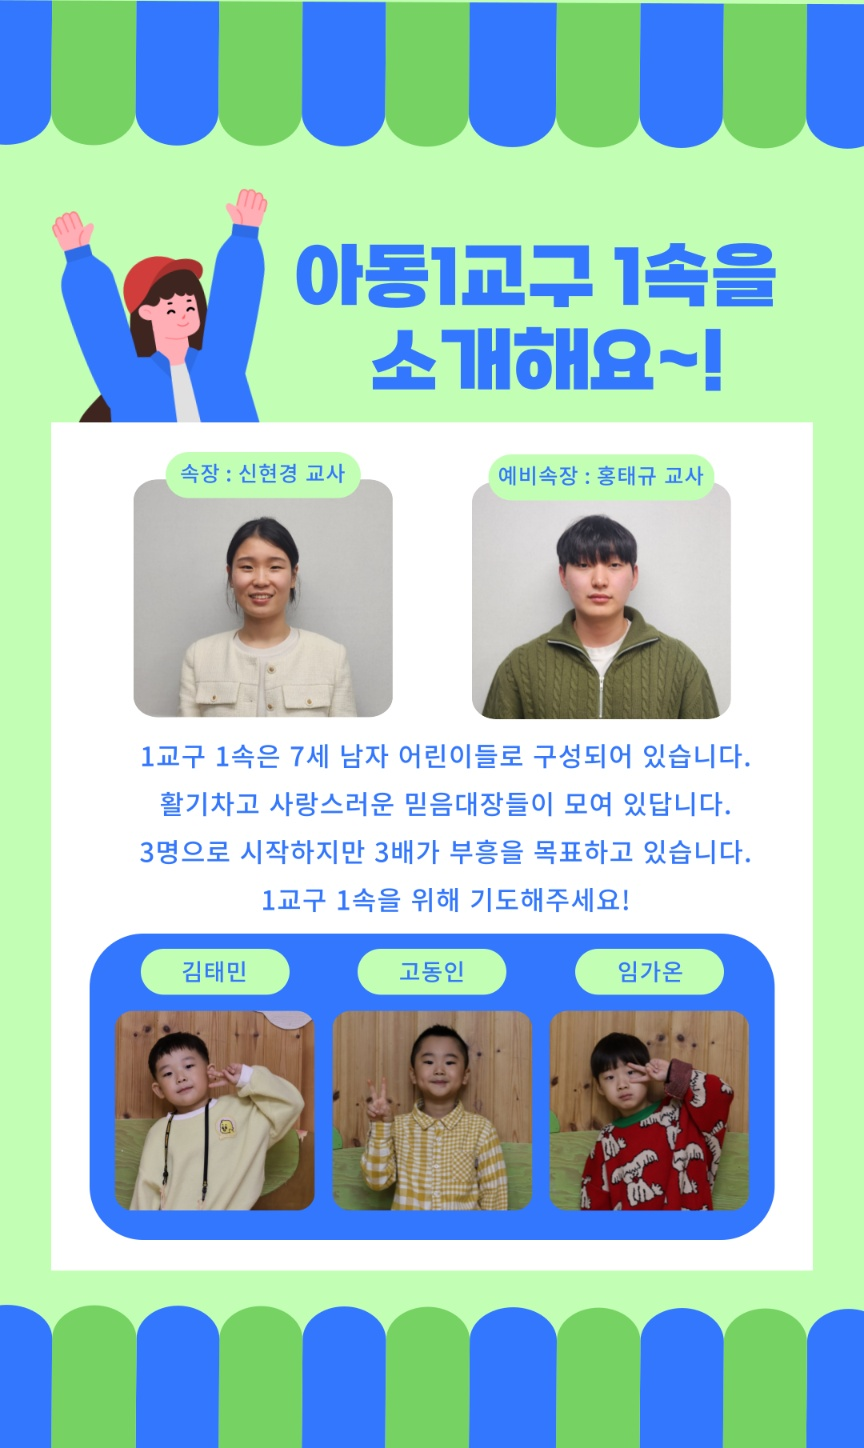 아동1교구 1속을
소개해요~!
속장 : 신현경 교사
예비속장 : 홍태규 교사
1교구 1속은 7세 남자 어린이들로 구성되어 있습니다.
활기차고 사랑스러운 믿음대장들이 모여 있답니다.
3명으로 시작하지만 3배가 부흥을 목표하고 있습니다.
1교구 1속을 위해 기도해주세요!
김태민
고동인
임가온